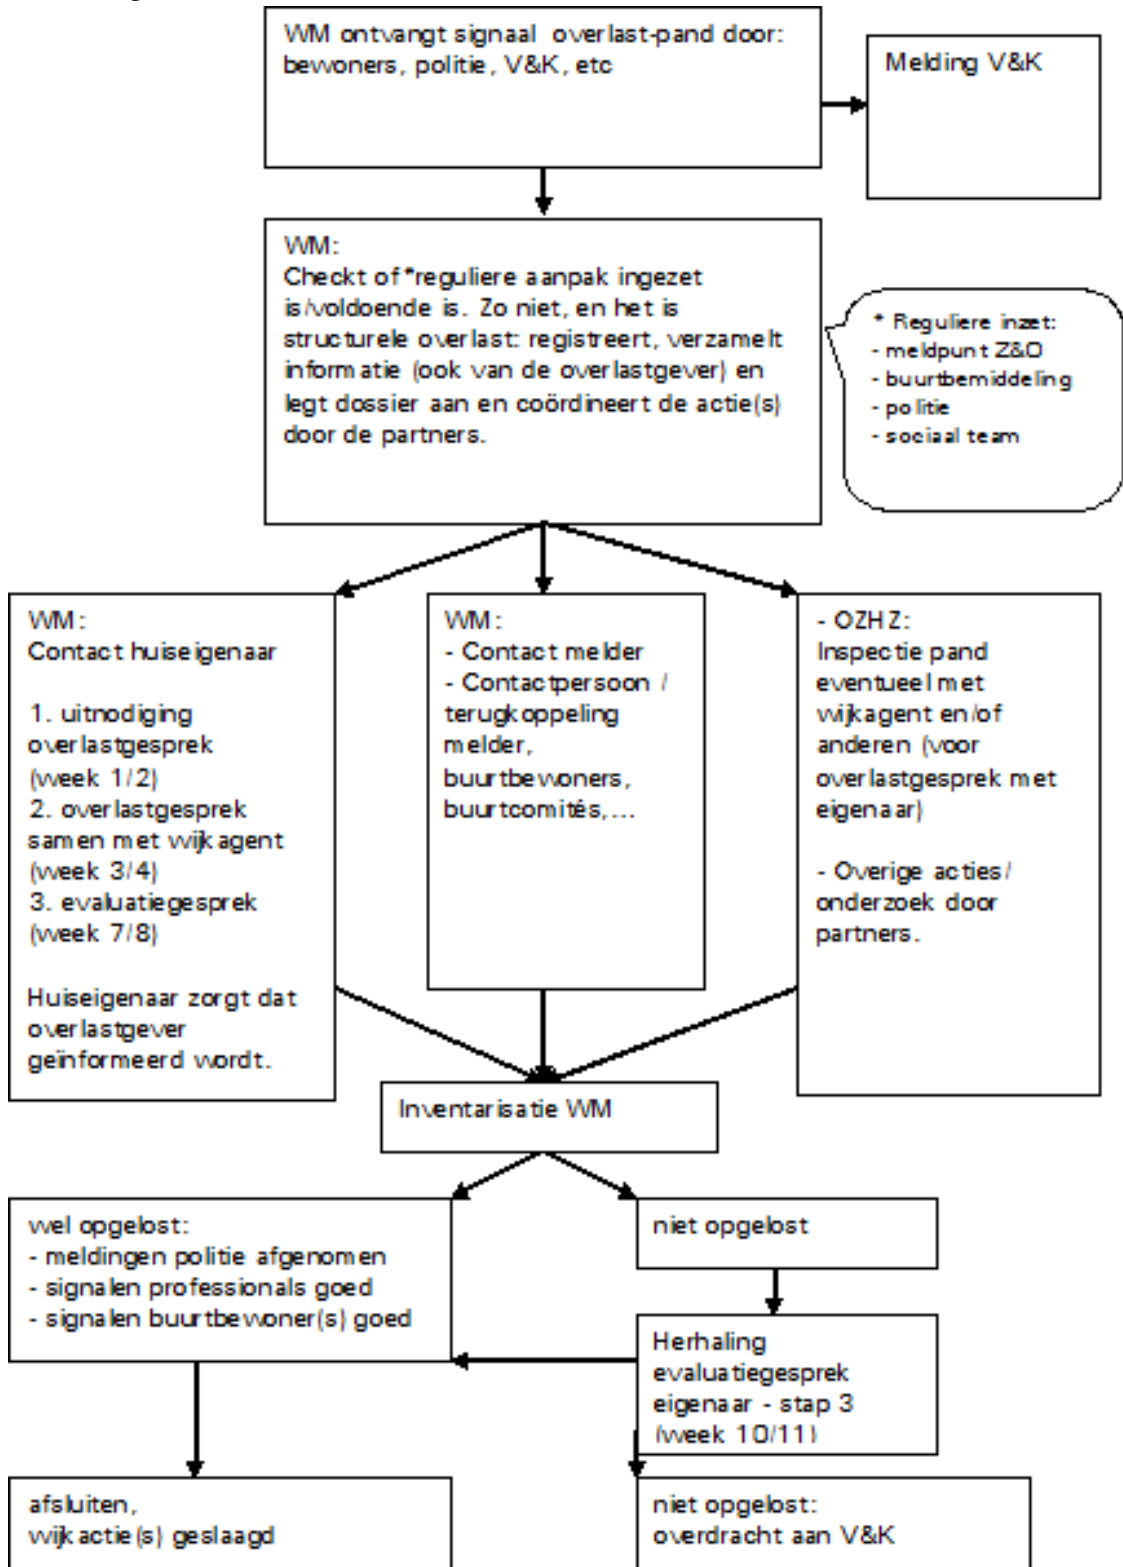 WM ontvangt signaal overlast-pand door:
bewoners, politie, V&K, etc
Melding V&K
WM:
Checkt of *reguliere aanpak ingezet
is/voldoende is. Zo niet, en het is
structurele overlast: registreert, verzamelt
informatie (ook van de overlastgever) en
legt dossier aan en coördineert de actie(s)
door de partners.
* Reguliere inzet:
- meldpunt Z&O
- buurtbemiddeling
- politie
- sociaal team
WM:
Contact huiseigenaar
1. uitnodiging
overlastgesprek
(week 1/2)
2. overlastgesprek
samen met wijkagent
(week 3/4)
3. evaluatiegesprek
(week 7/8)
Huiseigenaar zorgt dat
overlastgever
geïnformeerd wordt.
WM:
- Contact melder
- Contactpersoon /
terugkoppeling
melder,
buurtbewoners,
buurtcomités,...
- OZHZ:
Inspectie pand
eventueel met
wijkagent en/of
anderen (voor
overlastgesprek met
eigenaar)
- Overige acties/
onderzoek door
partners.
Inventarisatie WM
wel opgelost:
- meldingen politie afgenomen
- signalen professionals goed
- signalen buurtbewoner(s) goed
niet opgelost
Herhaling
evaluatiegesprek
eigenaar - stap 3
(week 10/11)
afsluiten,
wijkactie(s) geslaagd
niet opgelost:
overdracht aan V&K